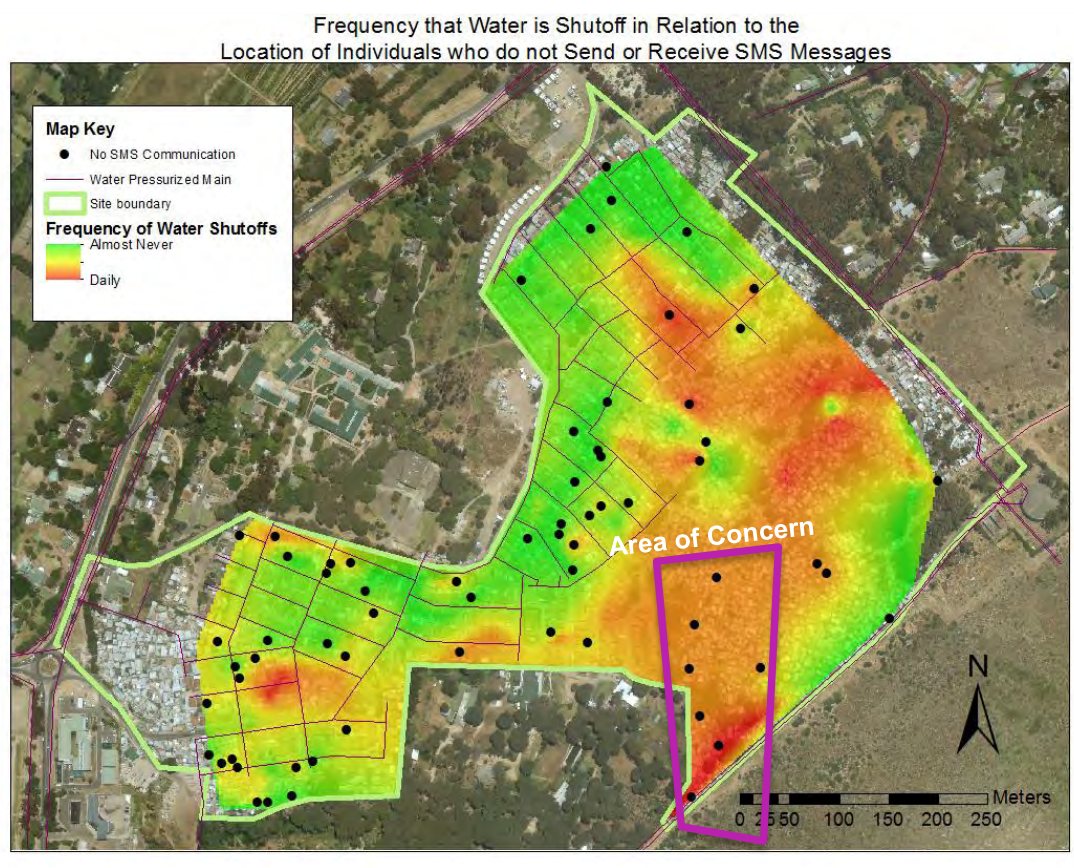 Frequency that Water is Shutoff in Relation to the
Location of Individuals who do not Send or Receive SMS Messages
Map Key
No SMS Communication
Water Pressurized Main
Site boundary
Frequency of Water Shutoffs
Almost Never
Daily
Area of Concern
N
Meters
0 25 50 100 150 200 250